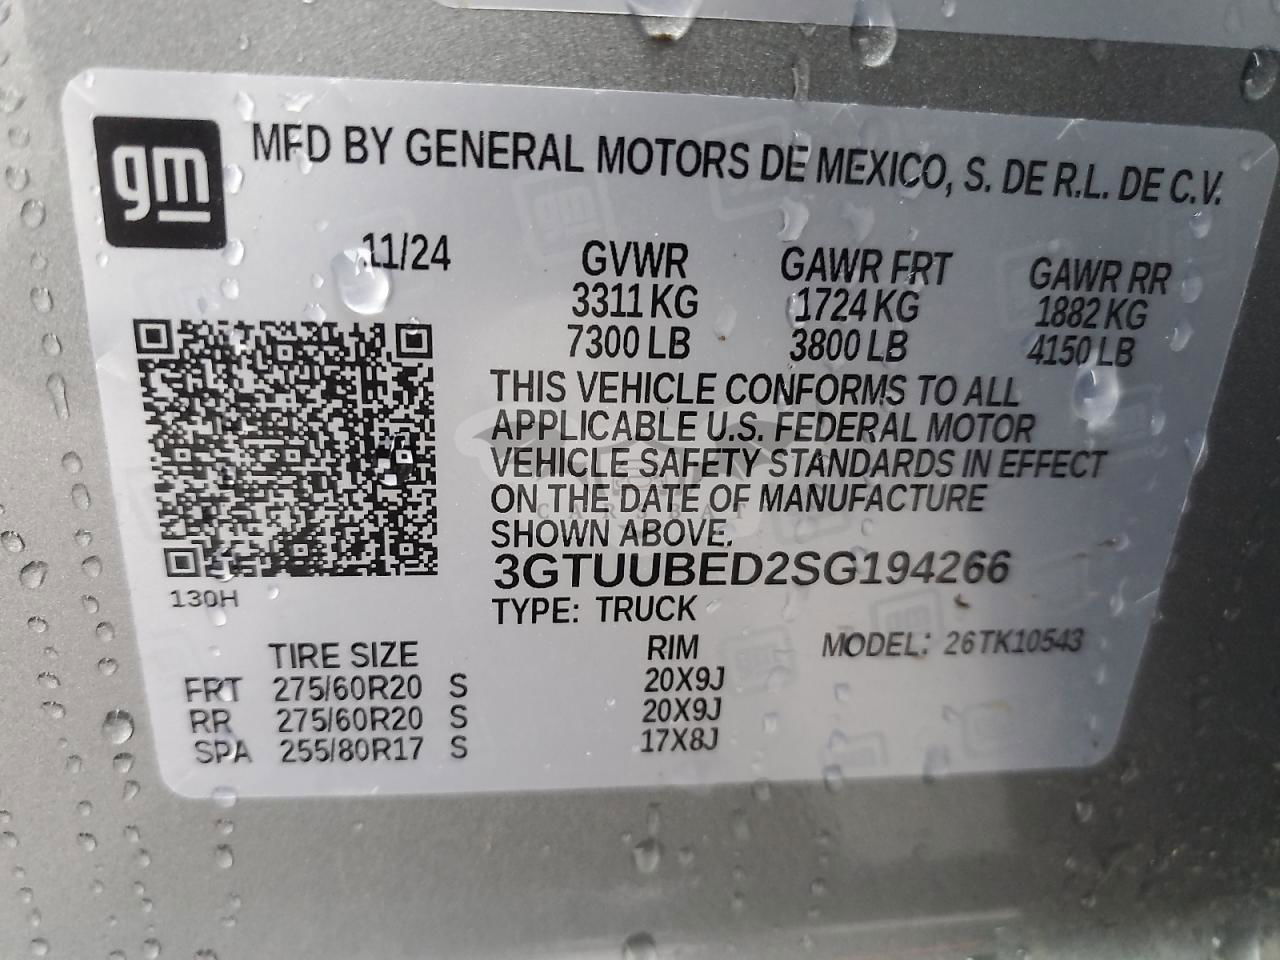 gm
MFD BY GENERAL MOTORS DE MEXICO, S. DE R.L. DE C.V.
11/24
GVWR GAWR FRT GAWR RR
3311 KG 1724 KG 1882 KG
7300 LB 3800 LB 4150 LB
THIS VEHICLE CONFORMS TO ALL
APPLICABLE U.S. FEDERAL MOTOR
VEHICLE SAFETY STANDARDS IN EFFECT
ON THE DATE OF MANUFACTURE
SHOWN ABOVE.
CARSBAT
3GTUUBED2SG194266
130H
TYPE: TRUCK
TIRE SIZE RIM MODEL: 26TK10543
FRT 275/60R20 S 20X9J
RR 275/60R20 S 20X9J
SPA 255/80R17 S 17X8J